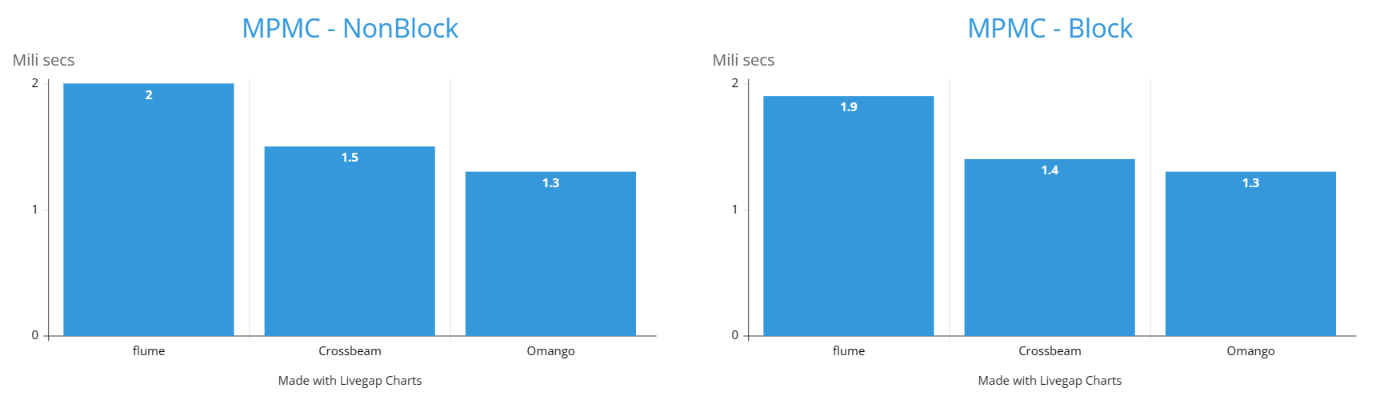 MPMC - NonBlock
Mili secs
2
1
0
2
1.5
1.3
flume
Crossbeam
Omango
Made with Livegap Charts
MPMC - Block
Mili secs
2
1
0
1.9
1.4
1.3
flume
Crossbeam
Omango
Made with Livegap Charts